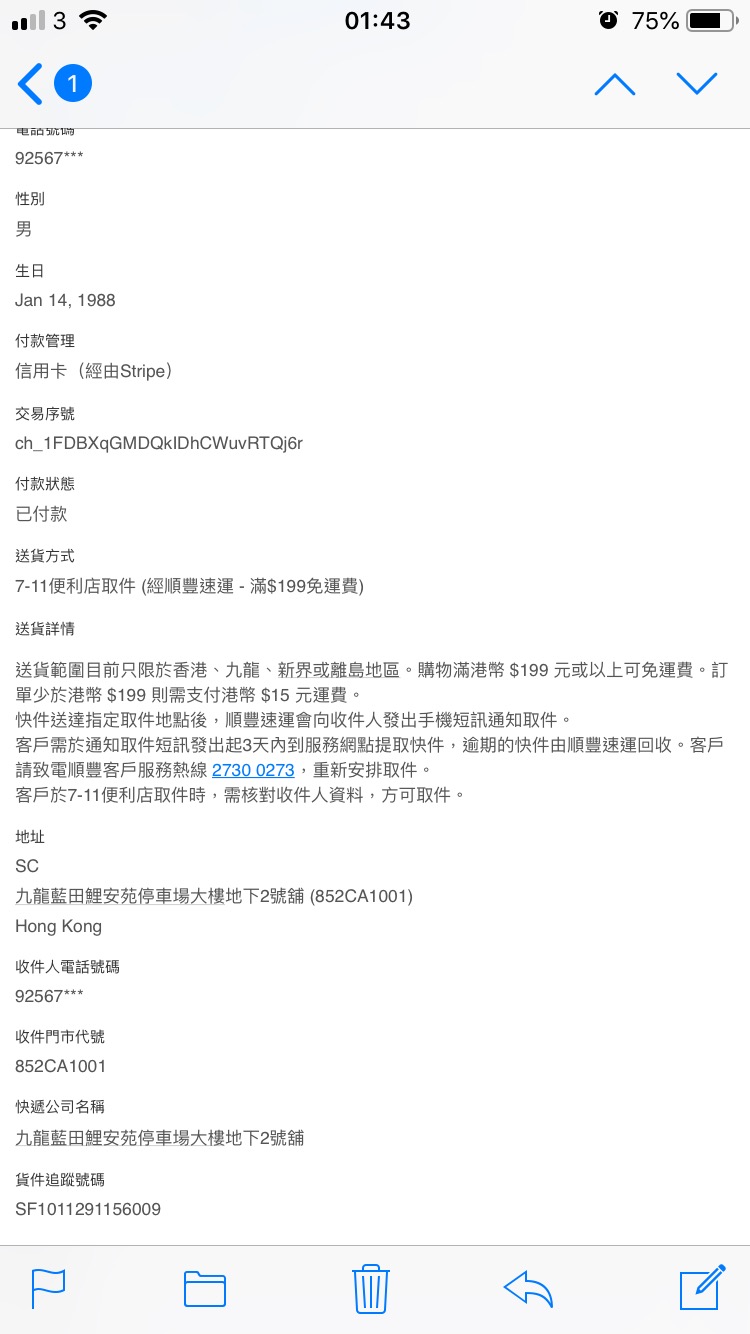 3
01:43
75%
1
電話號碼
92567***
性別
男
生日
Jan 14, 1988
付款管理
信用卡（經由Stripe）
交易序號
ch_1FDBXqGMDQkIDhCWuvRTQj6r
付款狀態
已付款
送貨方式
7-11便利店取件 (經順豐速運 - 滿$199免運費)
送貨詳情
送貨範圍目前只限於香港、九龍、新界或離島地區。購物滿港幣 $199 元或以上可免運費。訂
單少於港幣 $199 則需支付港幣 $15 元運費。
快件送達指定取件地點後，順豐速運會向收件人發出手機短訊通知取件。
客戶需於通知取件短訊發出起3天內到服務網點提取快件，逾期的快件由順豐速運回收。客戶
請致電順豐客戶服務熱線 2730 0273，重新安排取件。
客戶於7-11便利店取件時，需核對收件人資料，方可取件。
地址
SC
九龍藍田鯉安苑停車場大樓地下2號舖 (852CA1001)
Hong Kong
收件人電話號碼
92567***
收件門市代號
852CA1001
快遞公司名稱
九龍藍田鯉安苑停車場大樓地下2號舖
貨件追蹤號碼
SF1011291156009